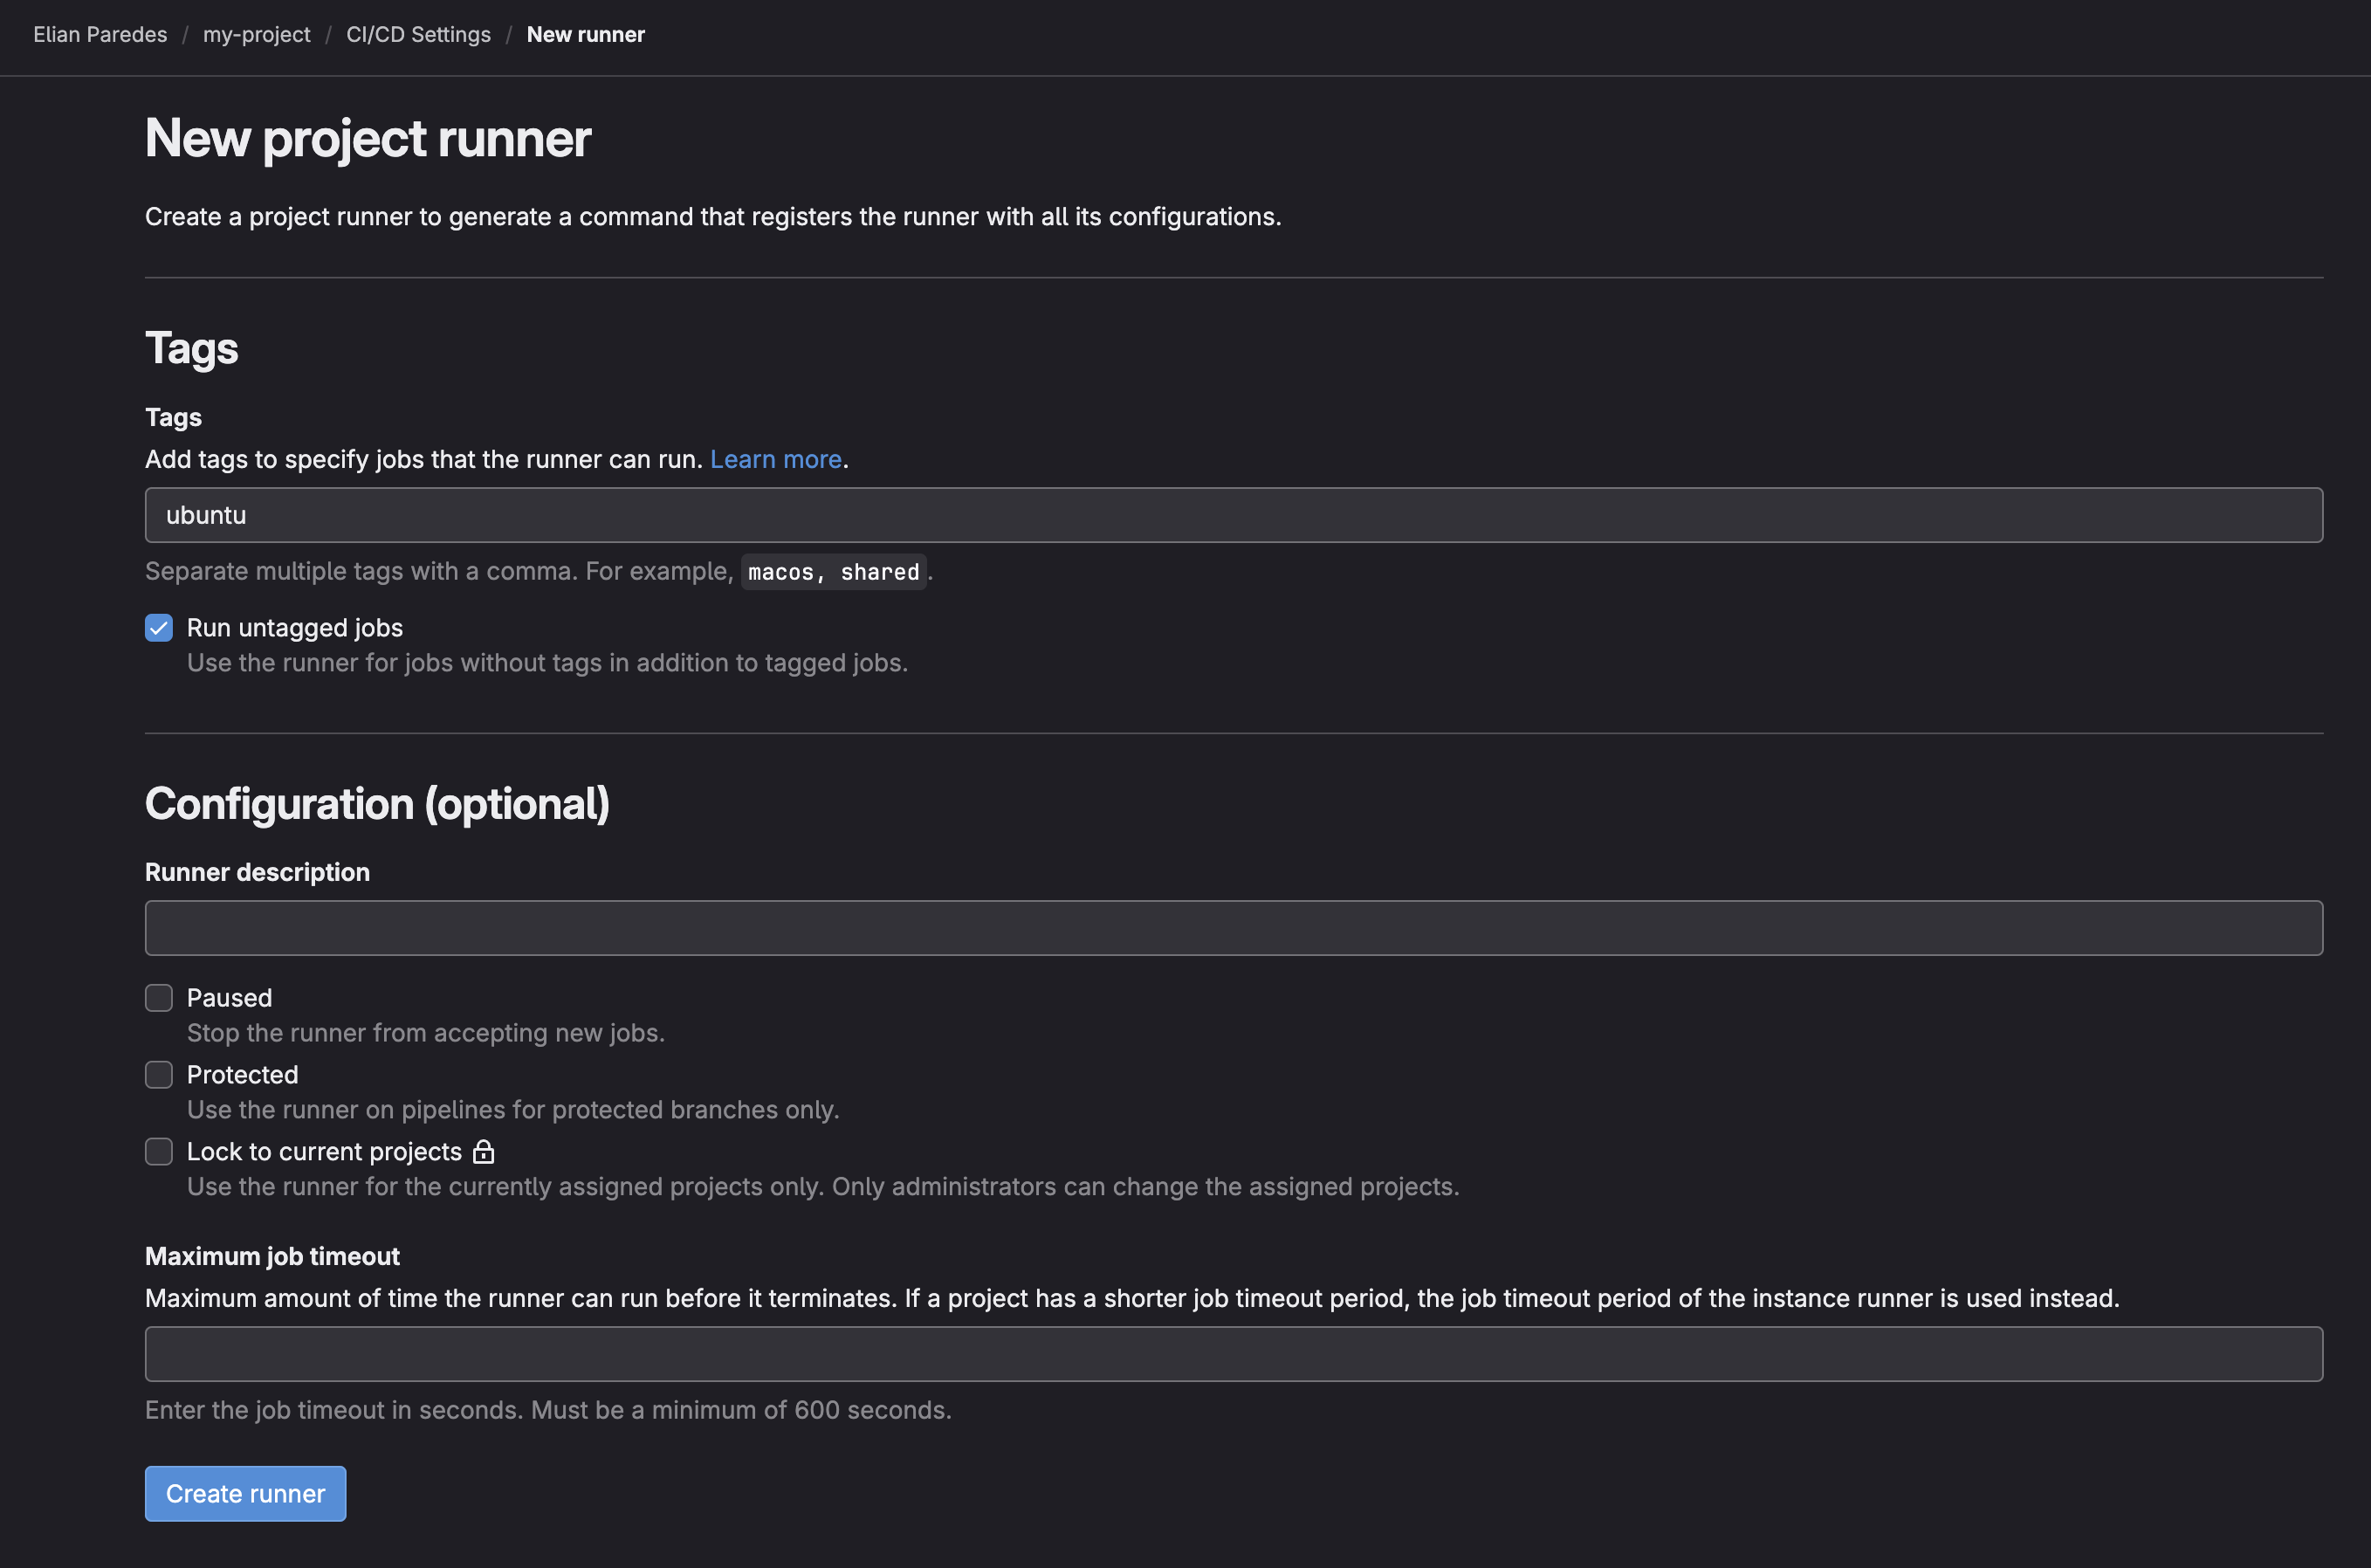 Elian Paredes / my-project / CI/CD Settings / New runner
New project runner
Create a project runner to generate a command that registers the runner with all its configurations.
Tags
Tags
Add tags to specify jobs that the runner can run. Learn more.
ubuntu
Separate multiple tags with a comma. For example, macos, shared.
Run untagged jobs
Use the runner for jobs without tags in addition to tagged jobs.
Configuration (optional)
Runner description
Paused
Stop the runner from accepting new jobs.
Protected
Use the runner on pipelines for protected branches only.
Lock to current projects
Use the runner for the currently assigned projects only. Only administrators can change the assigned projects.
Maximum job timeout
Maximum amount of time the runner can run before it terminates. If a project has a shorter job timeout period, the job timeout period of the instance runner is used instead.
Enter the job timeout in seconds. Must be a minimum of 600 seconds.
Create runner